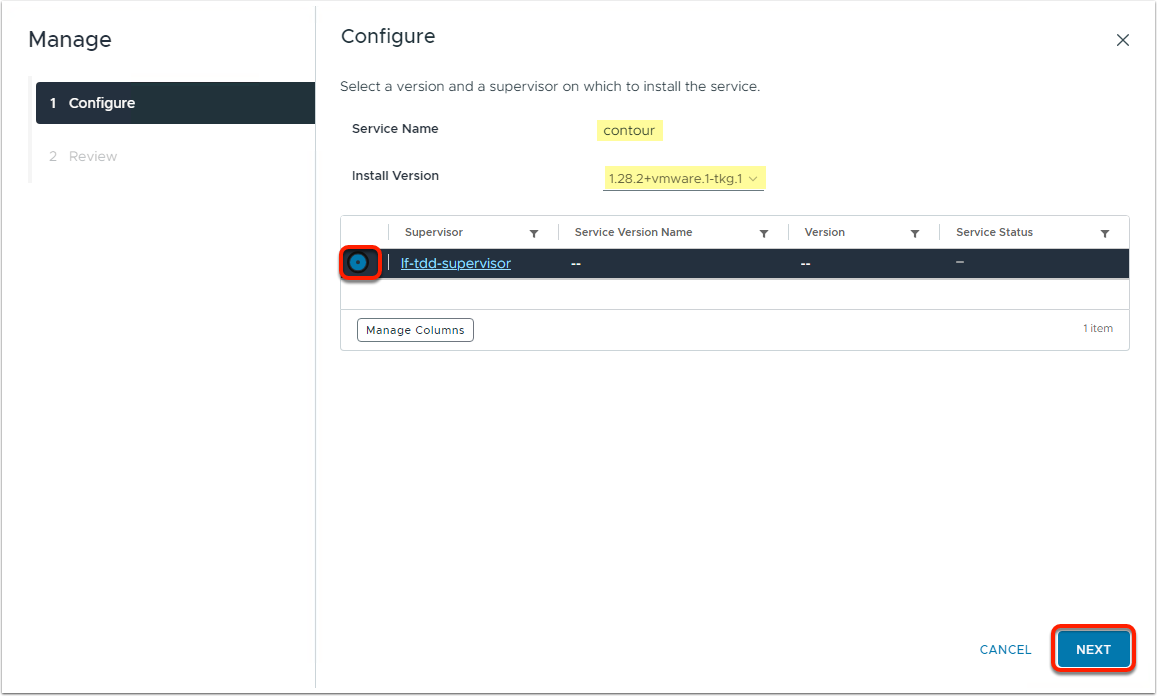 Manage
1 Configure
2 Review
Configure
Select a version and a supervisor on which to install the service.
Service Name contour
Install Version 1.28.2+vmware.1-tkg.1
Supervisor Service Version Name Version Service Status
lf-tdd-supervisor -- -- –
Manage Columns 1 item
CANCEL NEXT